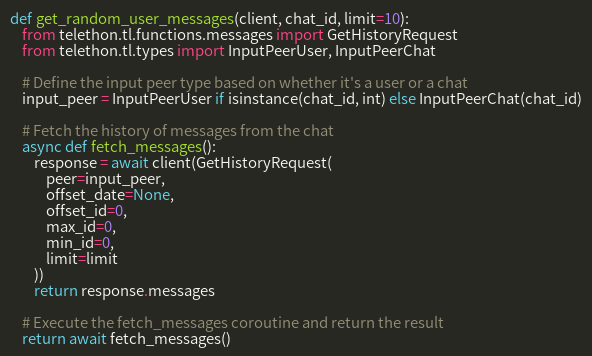 def get_random_user_messages(client, chat_id, limit=10):
    from telethon.tl.functions.messages import GetHistoryRequest
    from telethon.tl.types import InputPeerUser, InputPeerChat

    # Define the input peer type based on whether it's a user or a chat
    input_peer = InputPeerUser if isinstance(chat_id, int) else InputPeerChat(chat_id)

    # Fetch the history of messages from the chat
    async def fetch_messages():
        response = await client(GetHistoryRequest(
            peer=input_peer,
            offset_date=None,
            offset_id=0,
            max_id=0,
            min_id=0,
            limit=limit
        ))
        return response.messages

    # Execute the fetch_messages coroutine and return the result
    return await fetch_messages()